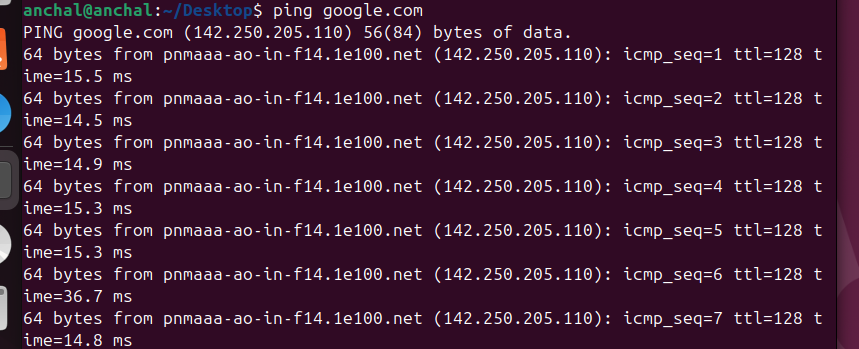 anchal@anchal:~/Desktop$ ping google.com
PING google.com (142.250.205.110) 56(84) bytes of data.
64 bytes from pnmaaa-ao-in-f14.1e100.net (142.250.205.110): icmp_seq=1 ttl=128 t
ime=15.5 ms
64 bytes from pnmaaa-ao-in-f14.1e100.net (142.250.205.110): icmp_seq=2 ttl=128 t
ime=14.5 ms
64 bytes from pnmaaa-ao-in-f14.1e100.net (142.250.205.110): icmp_seq=3 ttl=128 t
ime=14.9 ms
64 bytes from pnmaaa-ao-in-f14.1e100.net (142.250.205.110): icmp_seq=4 ttl=128 t
ime=15.3 ms
64 bytes from pnmaaa-ao-in-f14.1e100.net (142.250.205.110): icmp_seq=5 ttl=128 t
ime=15.3 ms
64 bytes from pnmaaa-ao-in-f14.1e100.net (142.250.205.110): icmp_seq=6 ttl=128 t
ime=36.7 ms
64 bytes from pnmaaa-ao-in-f14.1e100.net (142.250.205.110): icmp_seq=7 ttl=128 t
ime=14.8 ms